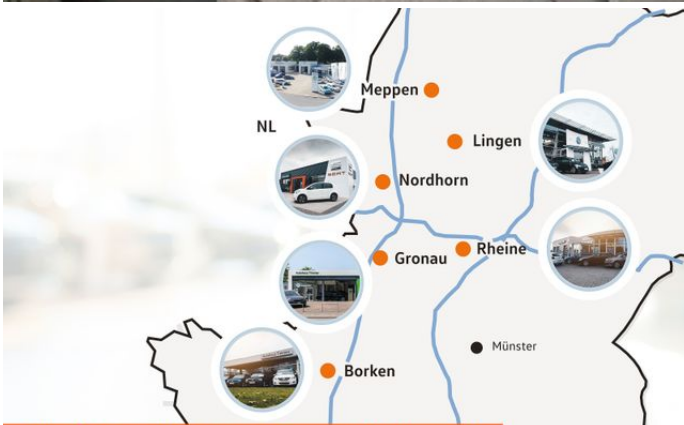 Meppen
NL
Lingen
Nordhorn
Gronau
Rheine
Münster
Borken